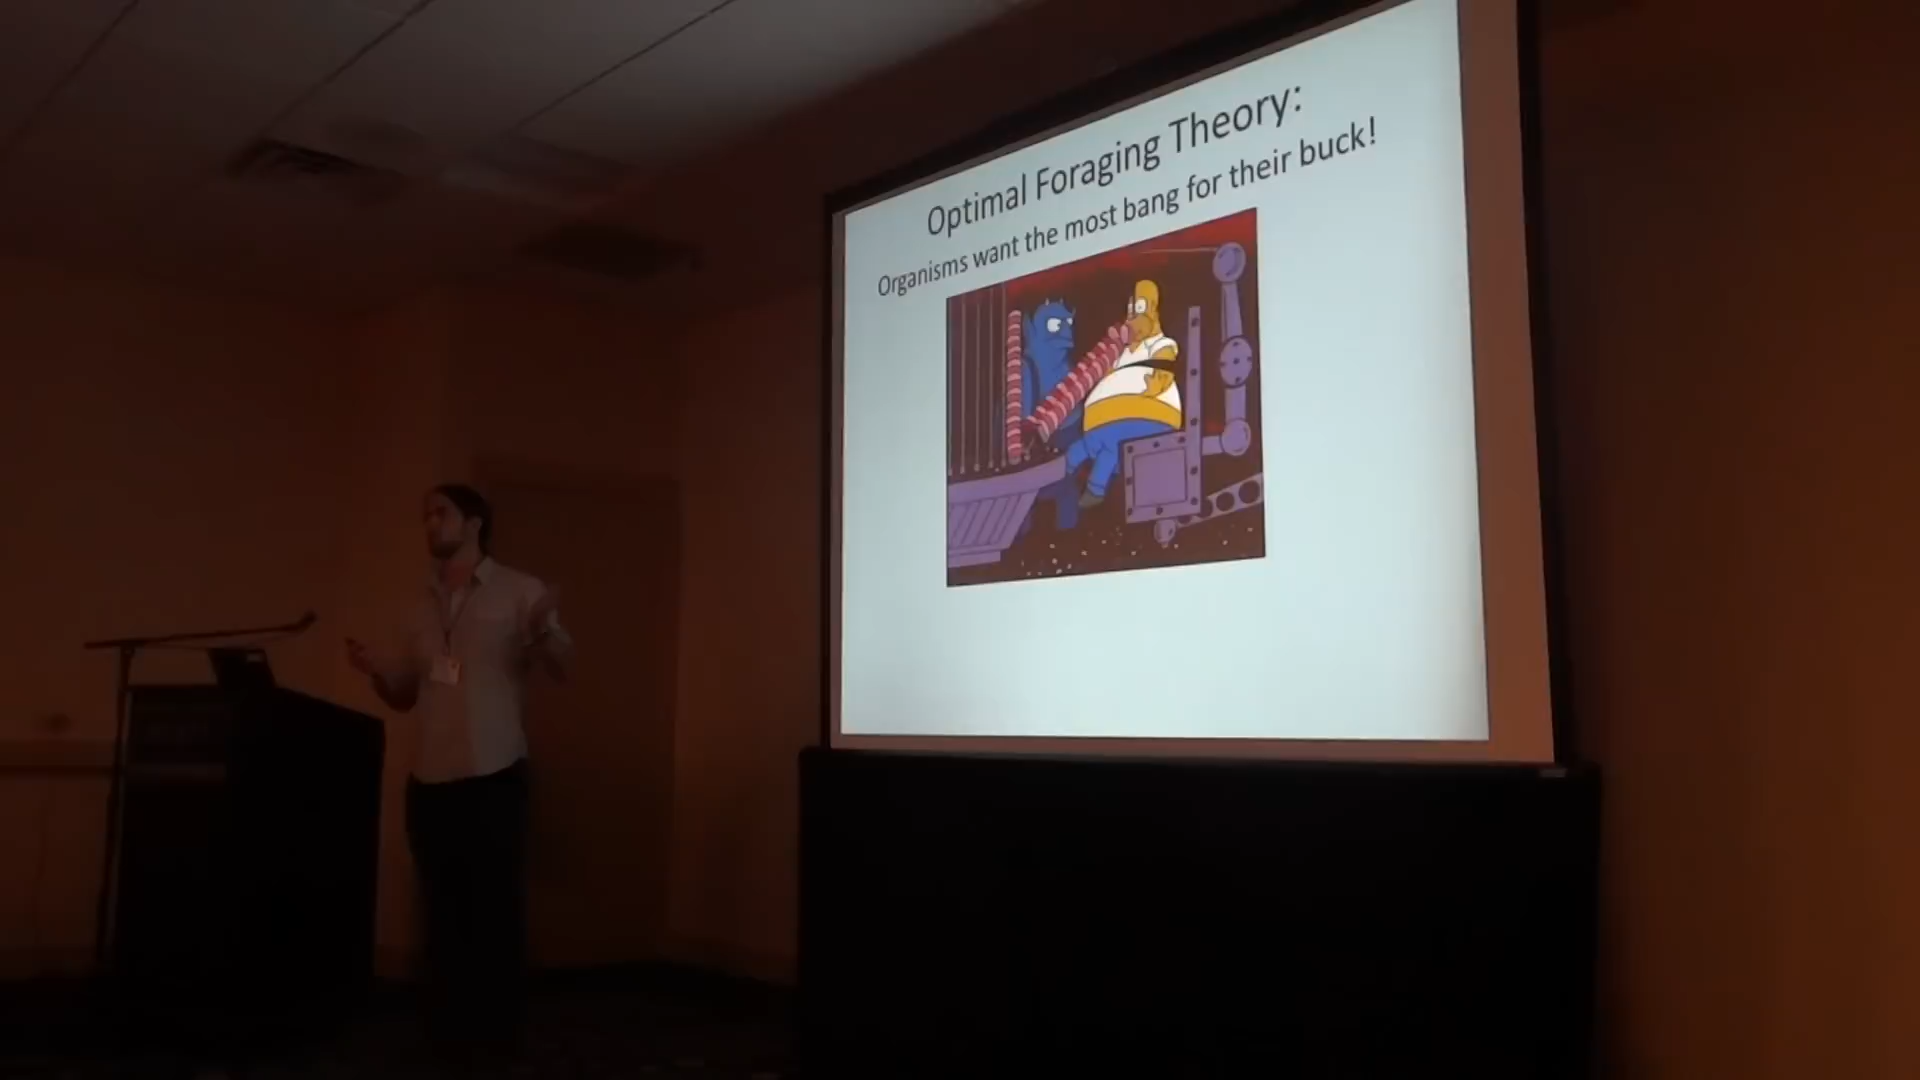 Optimal Foraging Theory:
Organisms want the most bang for their buck!